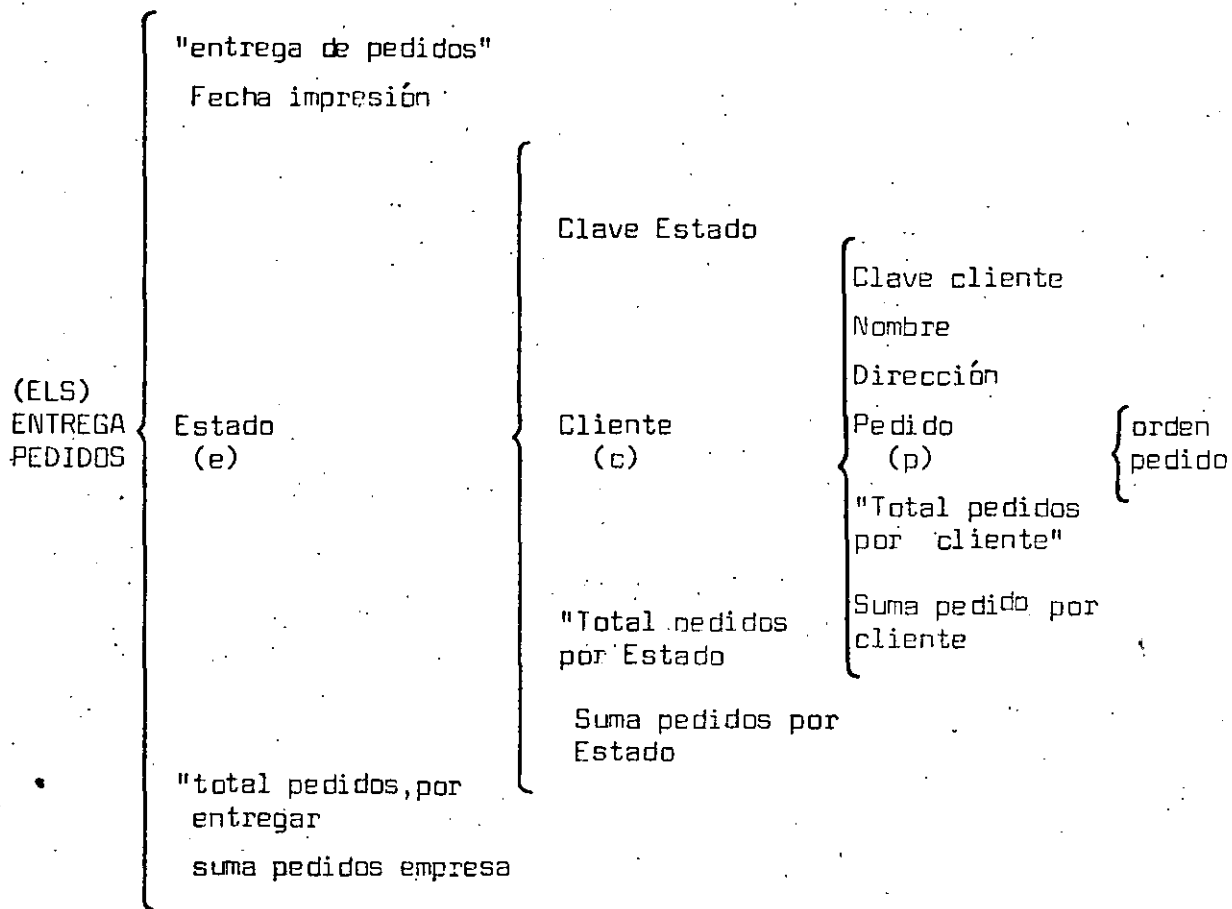 "entrega de pedidos"
Fecha impresión
Clave Estado
Clave cliente
Nombre
Dirección
(ELS)
ENTREGA
PEDIDOS
Estado
(e)
Cliente
(c)
Pedido
(p)
orden
pedido
"Total pedidos
por cliente"
"Total pedidos
por Estado
Suma pedido por
cliente
Suma pedidos por
Estado
"total pedidos,por
entregar
suma pedidos empresa